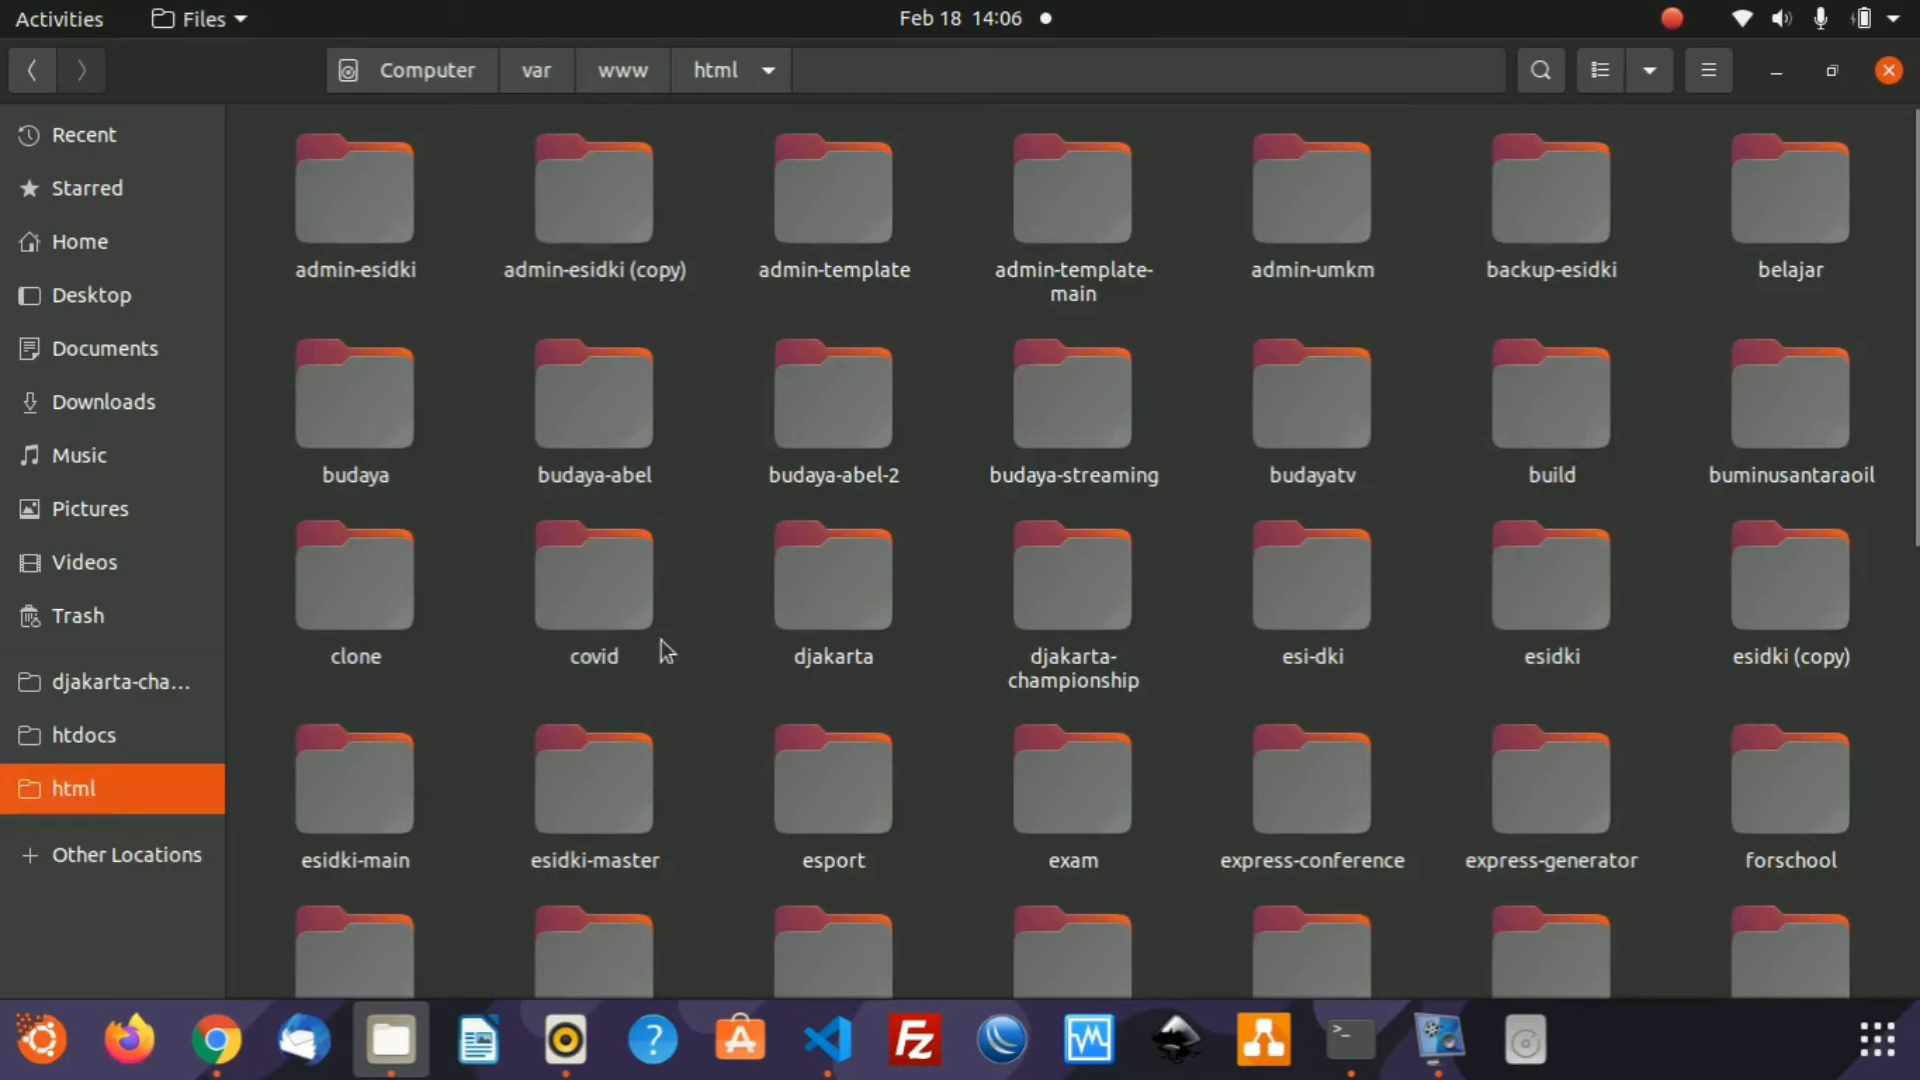 Activities
Files
Feb 18 14:06
Computer
var
www
html
Recent
Starred
Home
Desktop
Documents
Downloads
Music
Pictures
Videos
Trash
djakarta-cha...
htdocs
html
Other Locations
admin-esidki
admin-esidki (copy)
admin-template
admin-template-
main
admin-umkm
backup-esidki
belajar
budaya
budaya-abel
budaya-abel-2
budaya-streaming
budayatv
build
buminusantaraoil
clone
covid
djakarta
djakarta-
championship
esi-dki
esidki
esidki (copy)
esidki-main
esidki-master
esport
exam
express-conference
express-generator
forschool